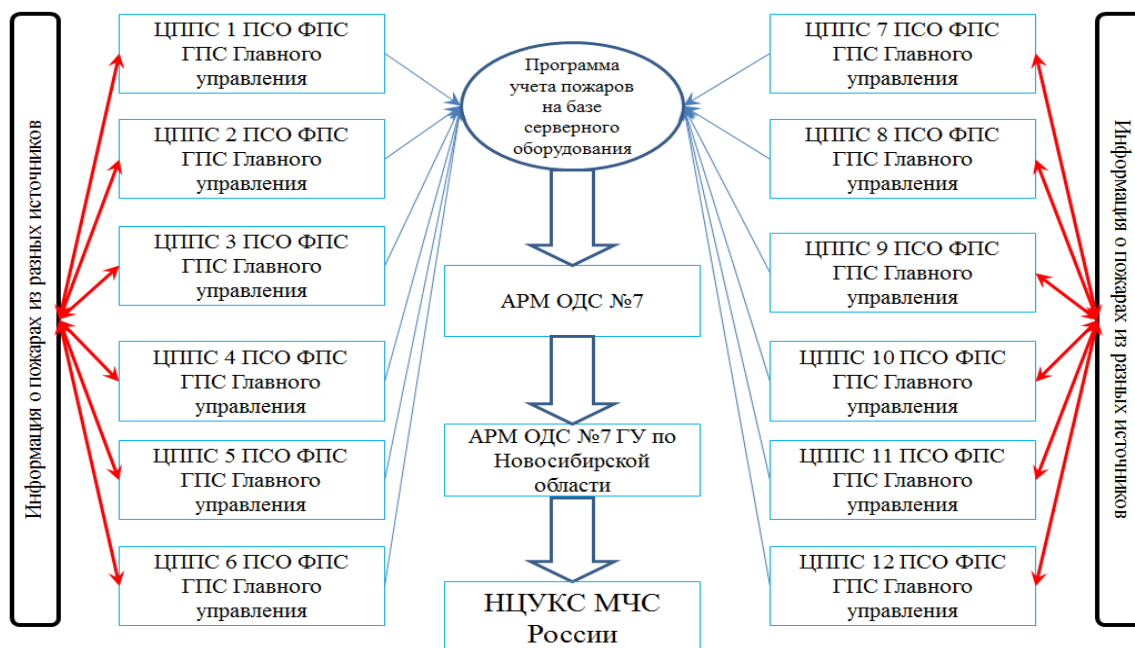 Информация о пожарах из разных источников
ЦППС 1 ПСО ФПС
ГПС Главного
управления
ЦППС 2 ПСО ФПС
ГПС Главного
управления
ЦППС 3 ПСО ФПС
ГПС Главного
управления
ЦППС 4 ПСО ФПС
ГПС Главного
управления
ЦППС 5 ПСО ФПС
ГПС Главного
управления
ЦППС 6 ПСО ФПС
ГПС Главного
управления
Программа
учета пожаров
на базе
серверного
оборудования
АРМ ОДС №7
АРМ ОДС №7 ГУ по
Новосибирской
области
НЦУКС МЧС
России
ЦППС 7 ПСО ФПС
ГПС Главного
управления
ЦППС 8 ПСО ФПС
ГПС Главного
управления
ЦППС 9 ПСО ФПС
ГПС Главного
управления
ЦППС 10 ПСО ФПС
ГПС Главного
управления
ЦППС 11 ПСО ФПС
ГПС Главного
управления
ЦППС 12 ПСО ФПС
ГПС Главного
управления
Информация о пожарах из разных источников